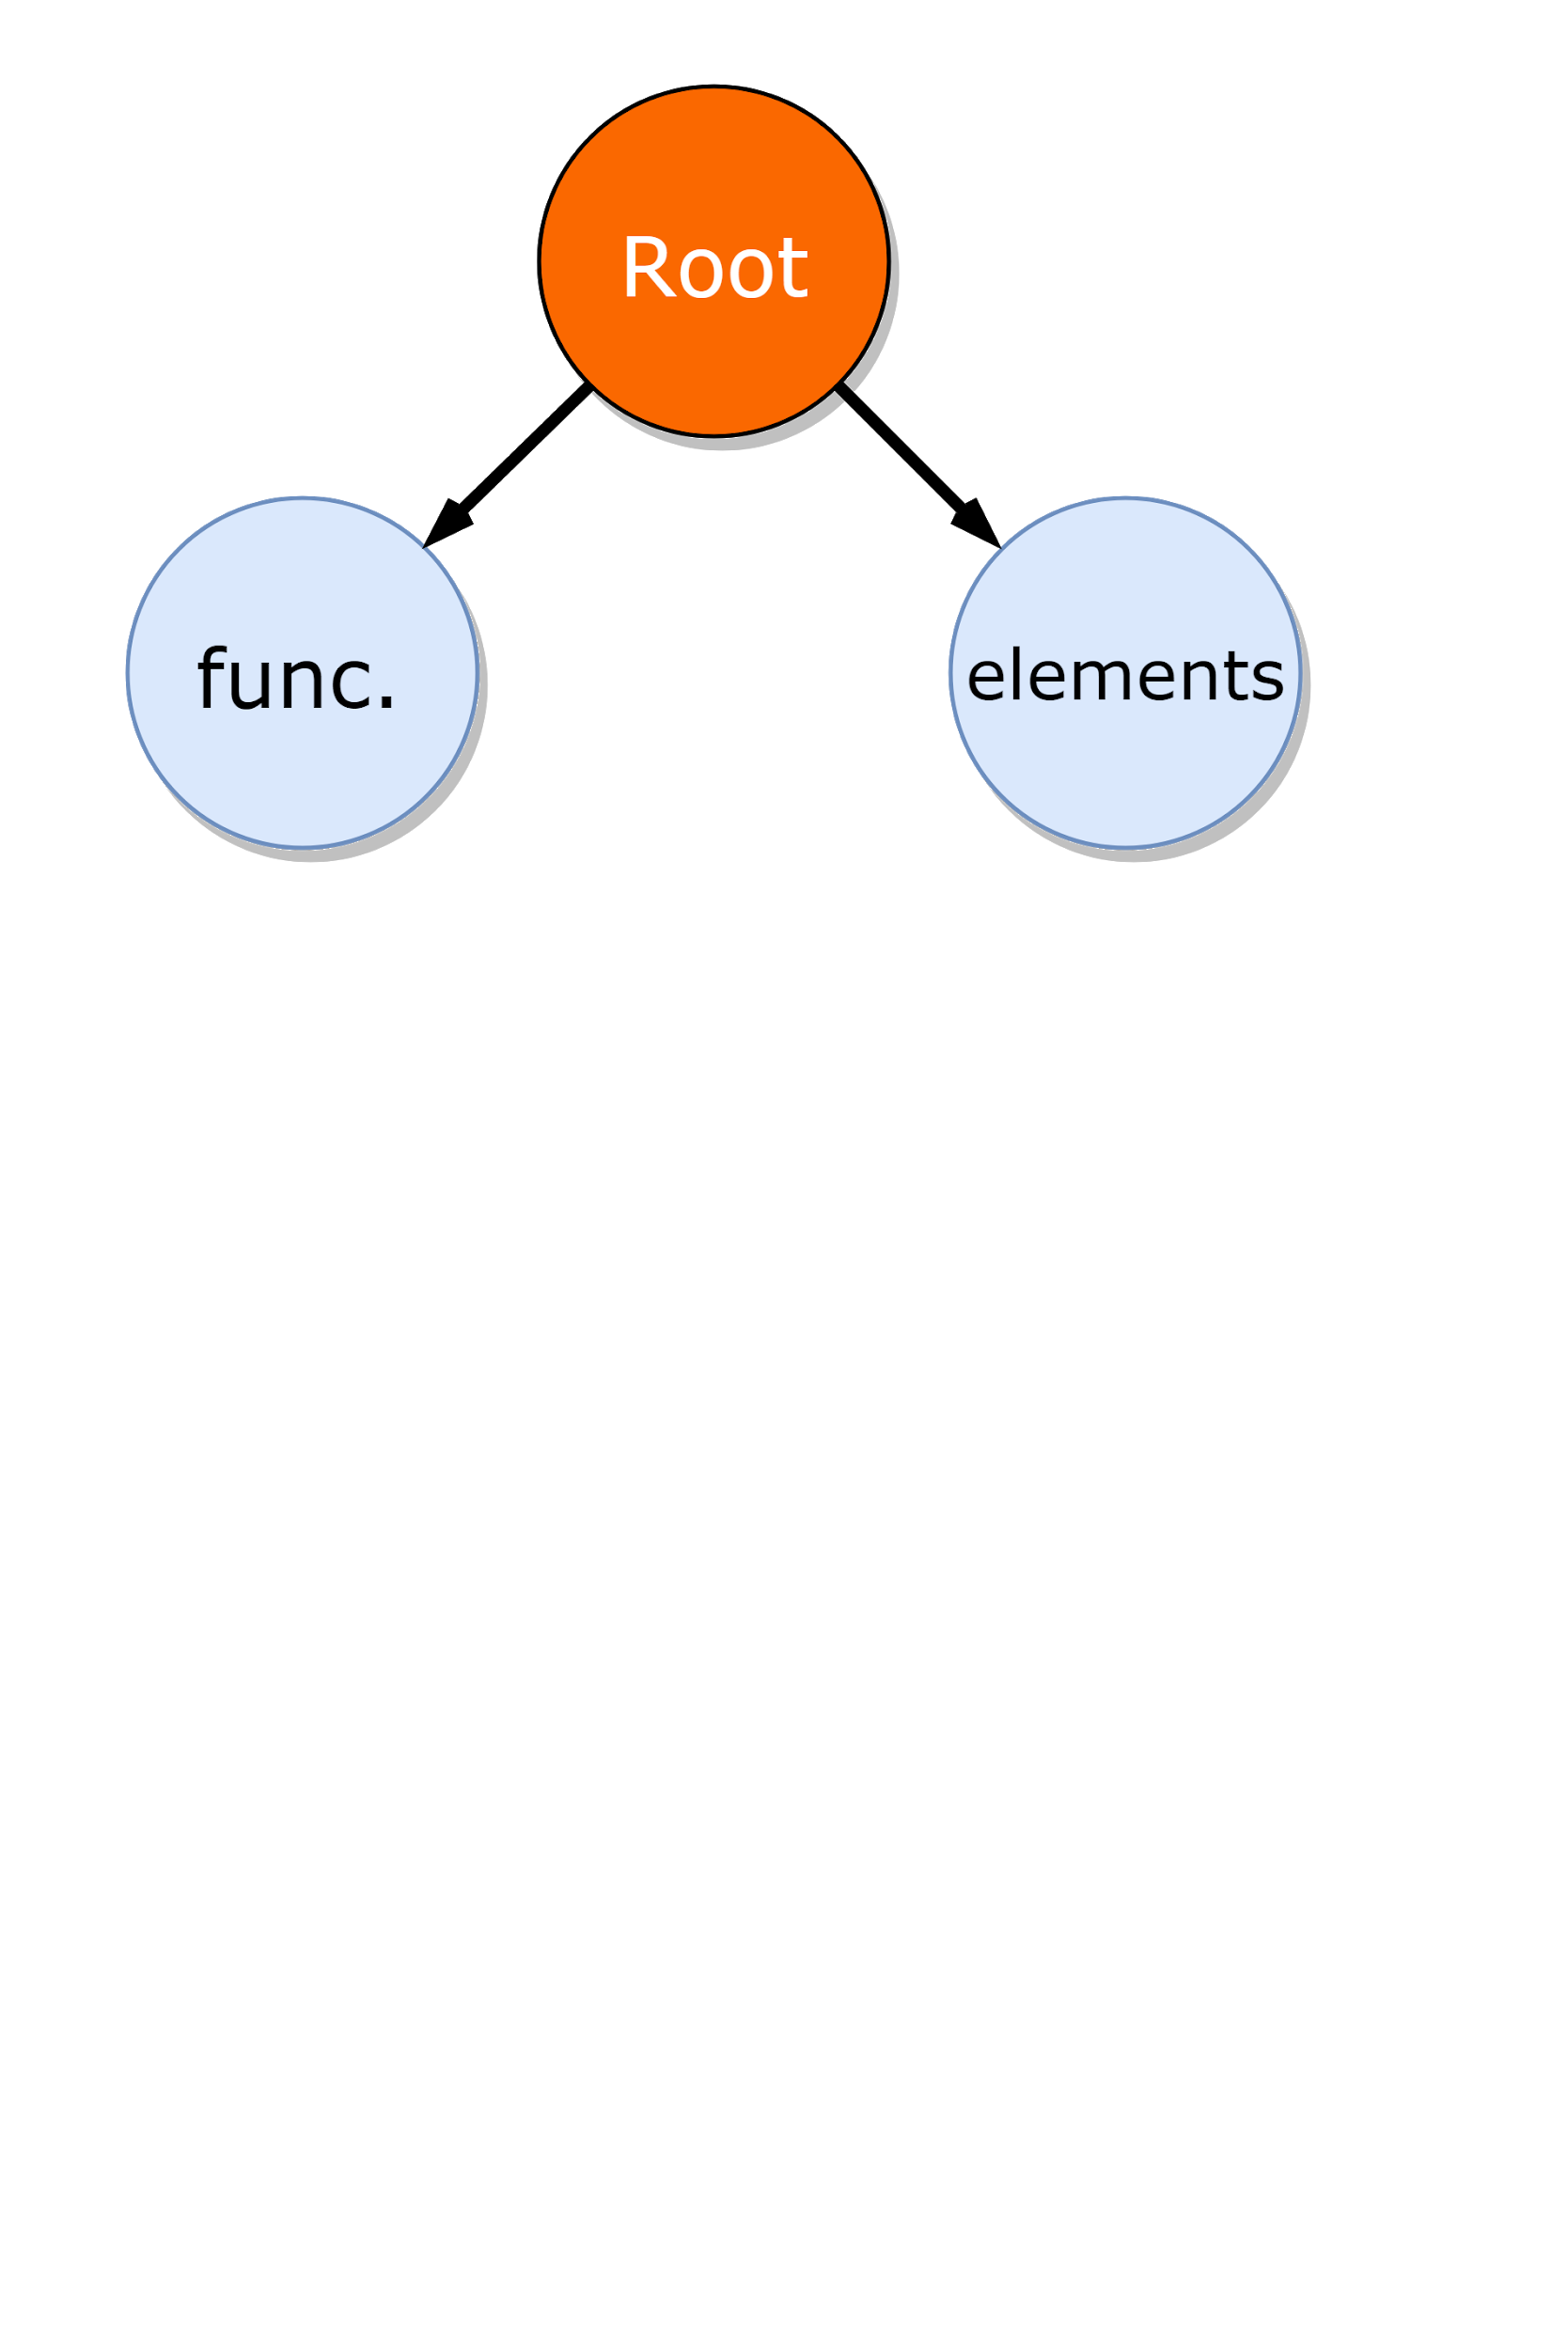 Root
func.
elements